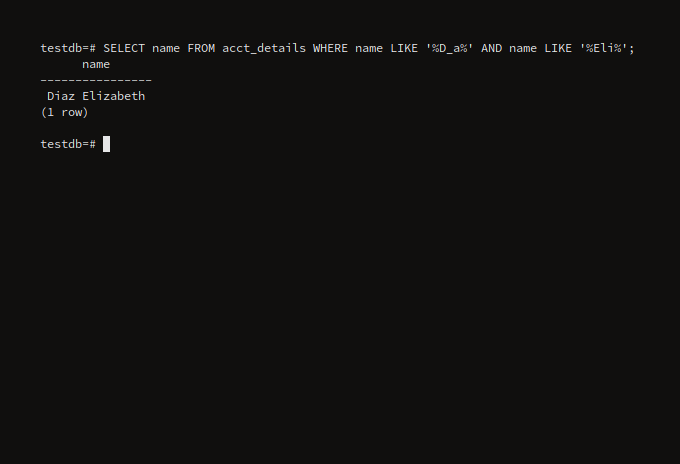 testdb=# SELECT name FROM acct_details WHERE name LIKE '%D_a%' AND name LIKE '%Eli%';
name
----------------
Diaz Elizabeth
(1 row)
testdb=#